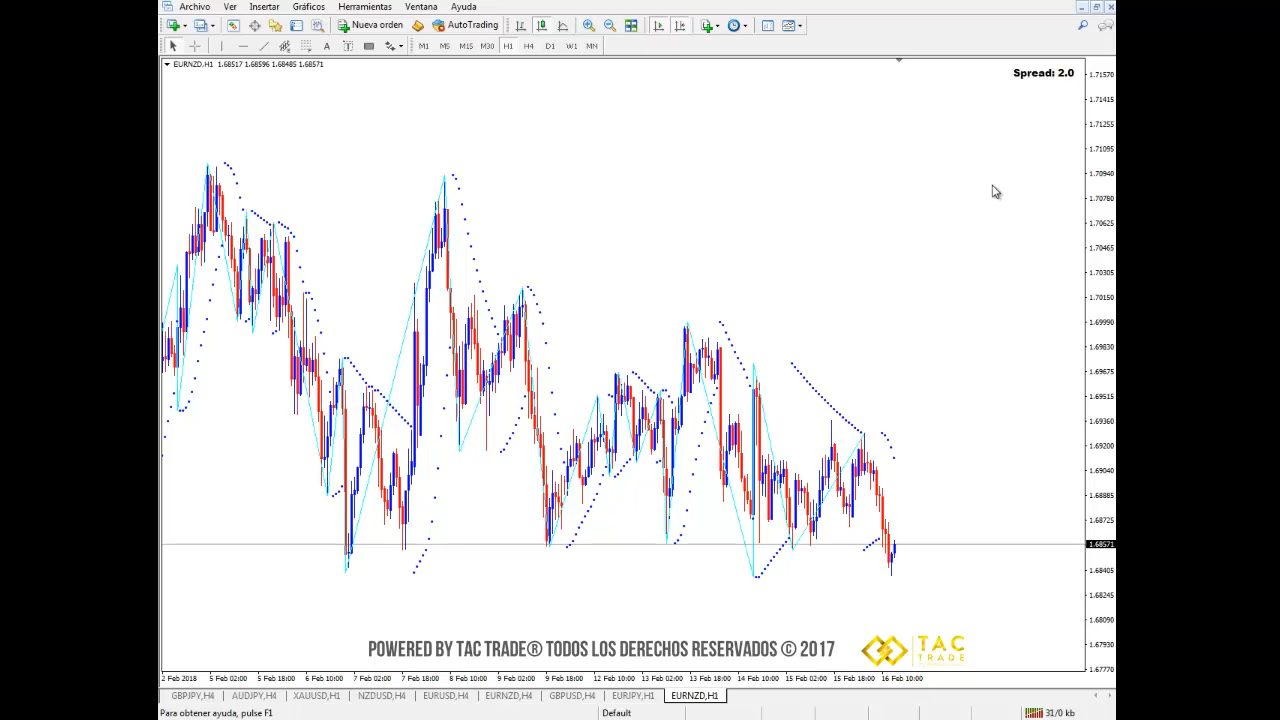 Archivo Ver Insertar Gráficos Herramientas Ventana Ayuda
Nueva orden AutoTrading
A T M1 M5 M15 M30 H1 H4 D1 W1 MN
EURNZD,H1 1.68517 1.68596 1.68485 1.68571
Spread: 2.0
1.71570
1.71415
1.71255
1.71095
1.70940
1.70780
1.70625
1.70465
1.70305
1.70150
1.69990
1.69830
1.69675
1.69515
1.69360
1.69200
1.69040
1.68885
1.68725
1.68571
1.68405
1.68245
1.68090
1.67930
1.67770
POWERED BY TAC TRADE® TODOS LOS DERECHOS RESERVADOS © 2017
TAC
TRADE
2 Feb 2018 5 Feb 02:00 5 Feb 18:00 6 Feb 10:00 7 Feb 02:00 7 Feb 18:00 8 Feb 10:00 9 Feb 02:00 9 Feb 18:00 12 Feb 10:00 13 Feb 02:00 13 Feb 18:00 14 Feb 10:00 15 Feb 02:00 15 Feb 18:00 16 Feb 10:00
GBPJPY,H4 AUDJPY,H4 XAUUSD,H1 NZDUSD,H4 EURUSD,H4 EURNZD,H4 GBPUSD,H4 EURJPY,H1 EURNZD,H1
Para obtener ayuda, pulse F1 Default 31/0 kb